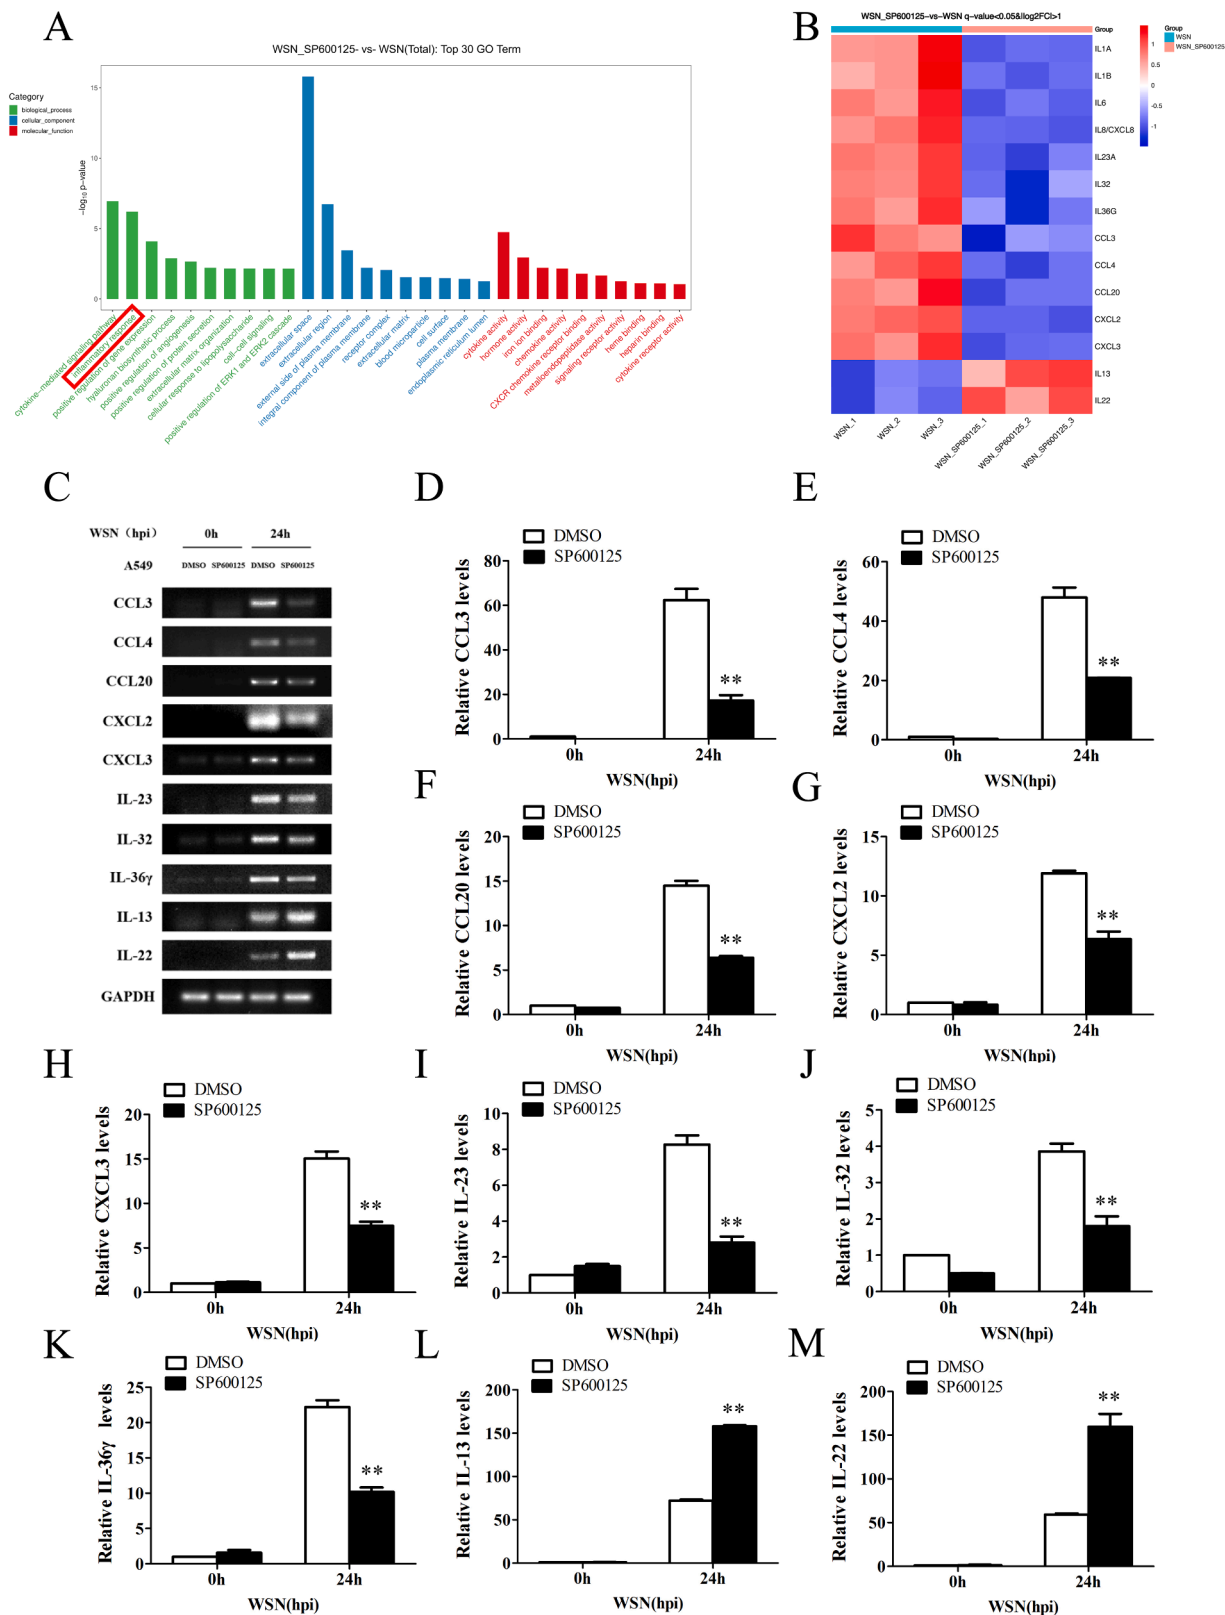 A
WSN_SP600125- vs- WSN(Total): Top 30 GO Term
Category
biological_process
cellular_component
molecular_function
−log10 p−value
15
10
5
0
cytokine−mediated signaling pathway
inflammatory response
positive regulation of gene expression
hyaluronan biosynthetic process
positive regulation of angiogenesis
positive regulation of protein secretion
extracellular matrix organization
cellular response to lipopolysaccharide
cell−cell signaling
positive regulation of ERK1 and ERK2 cascade
extracellular space
extracellular region
external side of plasma membrane
integral component of plasma membrane
receptor complex
extracellular matrix
blood microparticle
cell surface
plasma membrane
endoplasmic reticulum lumen
cytokine activity
hormone activity
iron ion binding
chemokine activity
CXCR chemokine receptor binding
metalloendopeptidase activity
signaling receptor activity
heme binding
heparin binding
cytokine receptor activity
B
WSN_SP600125-vs-WSN q-value<0.05&|log2FC|>1
Group
IL1A
IL1B
IL6
IL8/CXCL8
IL23A
IL32
IL36G
CCL3
CCL4
CCL20
CXCL2
CXCL3
IL13
IL22
WSN_1
WSN_2
WSN_3
WSN_SP600125_1
WSN_SP600125_2
WSN_SP600125_3
1
0.5
0
-0.5
-1
Group
WSN
WSN_SP600125
C
WSN (hpi) 0h 24h
A549 DMSO SP600125 DMSO SP600125
CCL3
CCL4
CCL20
CXCL2
CXCL3
IL-23
IL-32
IL-36γ
IL-13
IL-22
GAPDH
D
DMSO
SP600125
Relative CCL3 levels
80
60
40
20
0
**
0h 24h
WSN(hpi)
E
DMSO
SP600125
Relative CCL4 levels
60
40
20
0
**
0h 24h
WSN(hpi)
F
DMSO
SP600125
Relative CCL20 levels
20
15
10
5
0
**
0h 24h
WSN(hpi)
G
DMSO
SP600125
Relative CXCL2 levels
15
10
5
0
**
0h 24h
WSN(hpi)
H
DMSO
SP600125
Relative CXCL3 levels
20
15
10
5
0
**
0h 24h
WSN(hpi)
I
DMSO
SP600125
Relative IL-23 levels
10
8
6
4
2
0
**
0h 24h
WSN(hpi)
J
DMSO
SP600125
Relative IL-32 levels
5
4
3
2
1
0
**
0h 24h
WSN(hpi)
K
DMSO
SP600125
Relative IL-36γ levels
25
20
15
10
5
0
**
0h 24h
WSN(hpi)
L
DMSO
SP600125
Relative IL-13 levels
200
150
100
50
0
**
0h 24h
WSN(hpi)
M
DMSO
SP600125
Relative IL-22 levels
200
150
100
50
0
**
0h 24h
WSN(hpi)